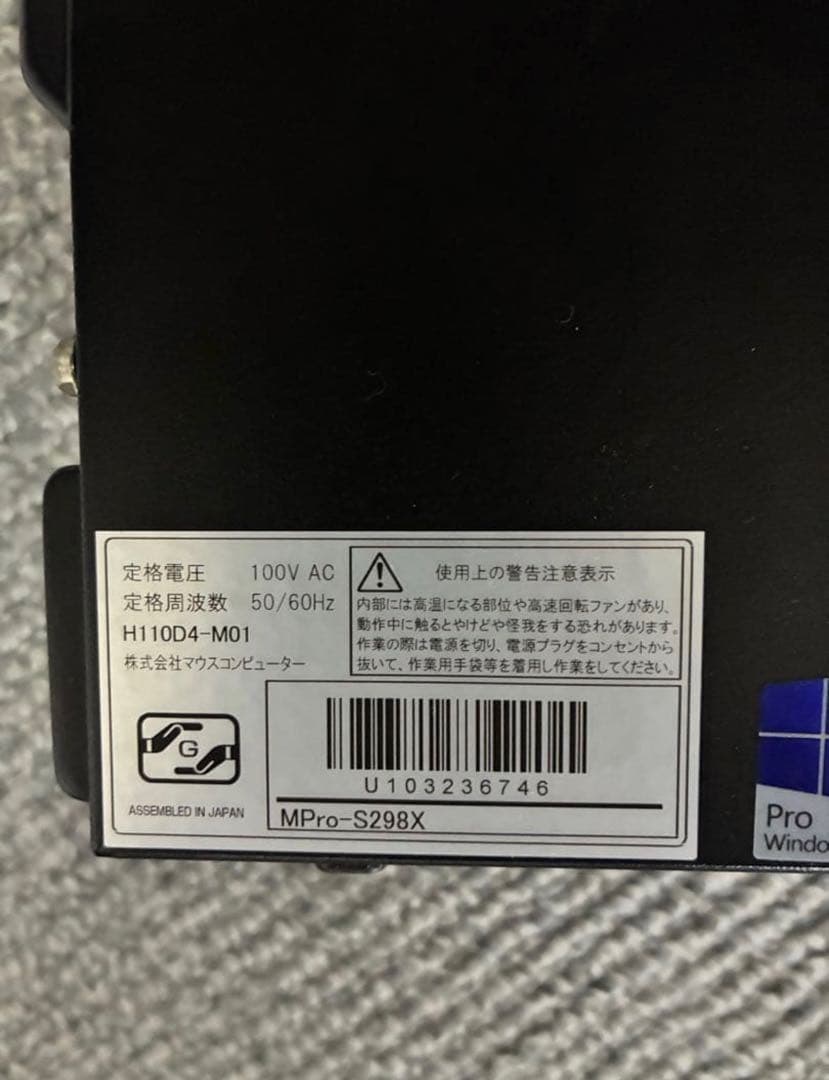 定格電圧 100V AC
定格周波数 50/60Hz
H110D4-M01
株式会社マウスコンピューター
使用上の警告注意表示
内部には高温になる部位や高速回転ファンがあり、
動作中に触るとやけどや怪我をする恐れがあります。
作業の際は電源を切り、電源プラグをコンセントから
抜いて、作業用手袋等を着用し作業をしてください。
G
ASSEMBLED IN JAPAN
U103236746
MPro-S298X
Pro
Windo